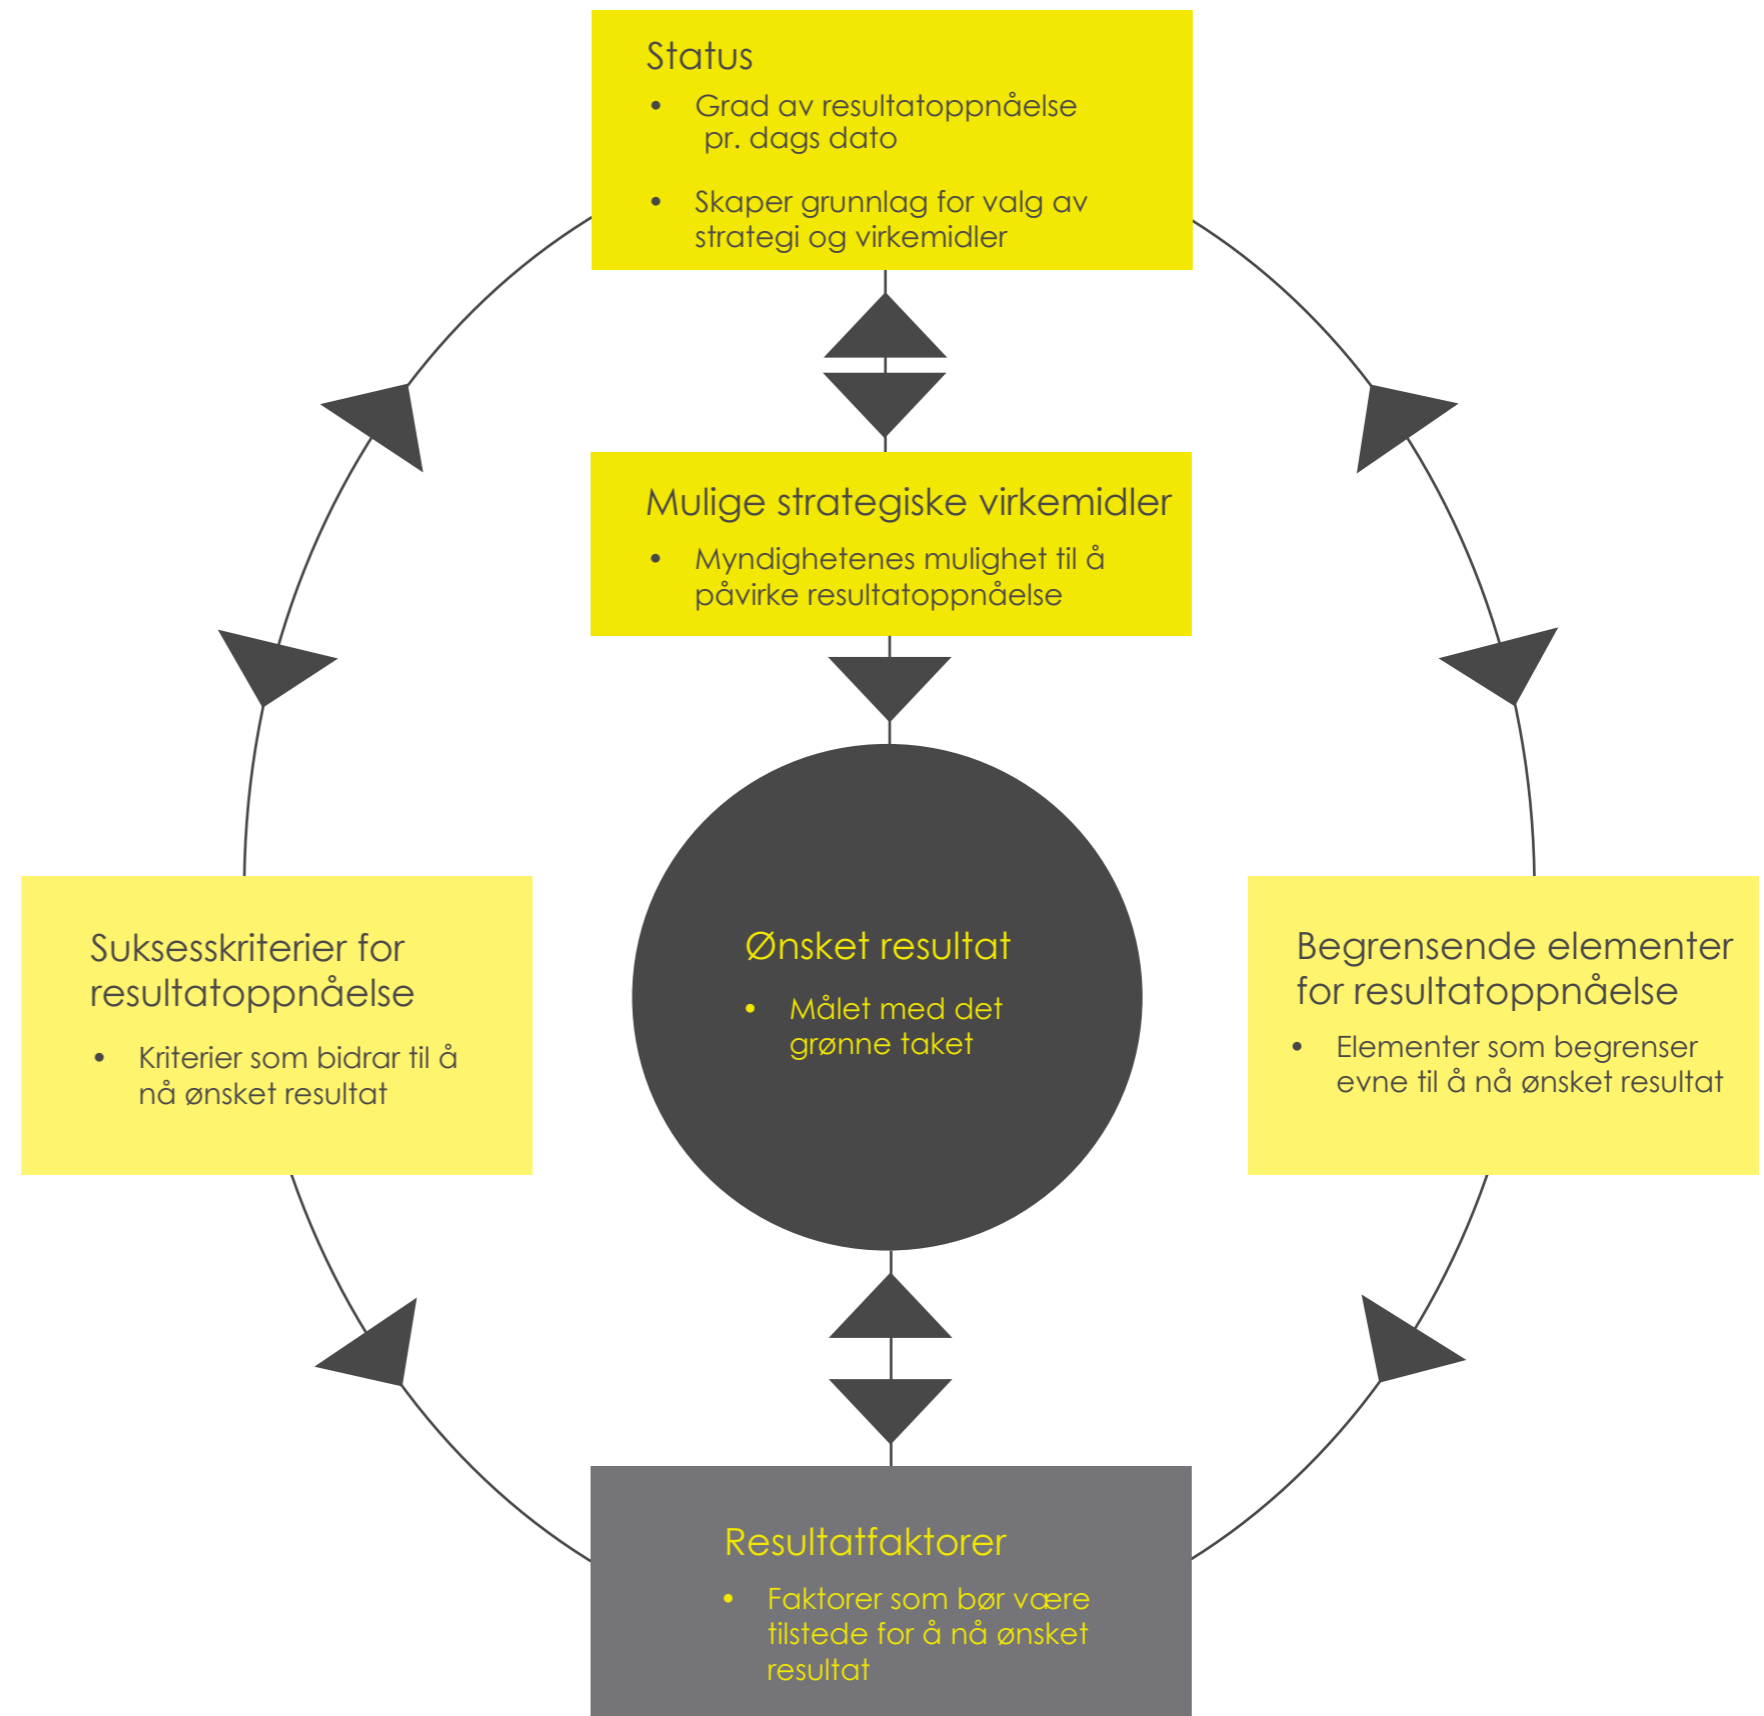 Status
• Grad av resultatoppnåelse
pr. dags dato
• Skaper grunnlag for valg av
strategi og virkemidler
Mulige strategiske virkemidler
• Myndighetenes mulighet til å
påvirke resultatoppnåelse
Suksesskriterier for
resultatoppnåelse
• Kriterier som bidrar til å
nå ønsket resultat
Ønsket resultat
• Målet med det
grønne taket
Begrensende elementer
for resultatoppnåelse
• Elementer som begrenser
evne til å nå ønsket resultat
Resultatfaktorer
• Faktorer som bør være
tilstede for å nå ønsket
resultat